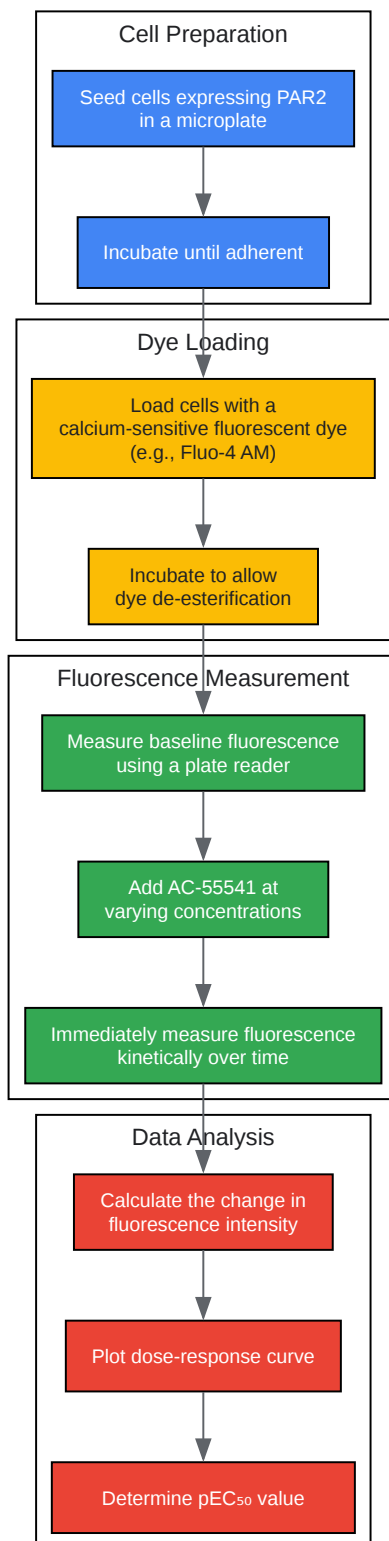 Cell Preparation
Seed cells expressing PAR2
in a microplate
Incubate until adherent
Dye Loading
Load cells with a
calcium-sensitive fluorescent dye
(e.g., Fluo-4 AM)
Incubate to allow
dye de-esterification
Fluorescence Measurement
Measure baseline fluorescence
using a plate reader
Add AC-55541 at
varying concentrations
Immediately measure fluorescence
kinetically over time
Data Analysis
Calculate the change in
fluorescence intensity
Plot dose-response curve
Determine pEC₅₀ value